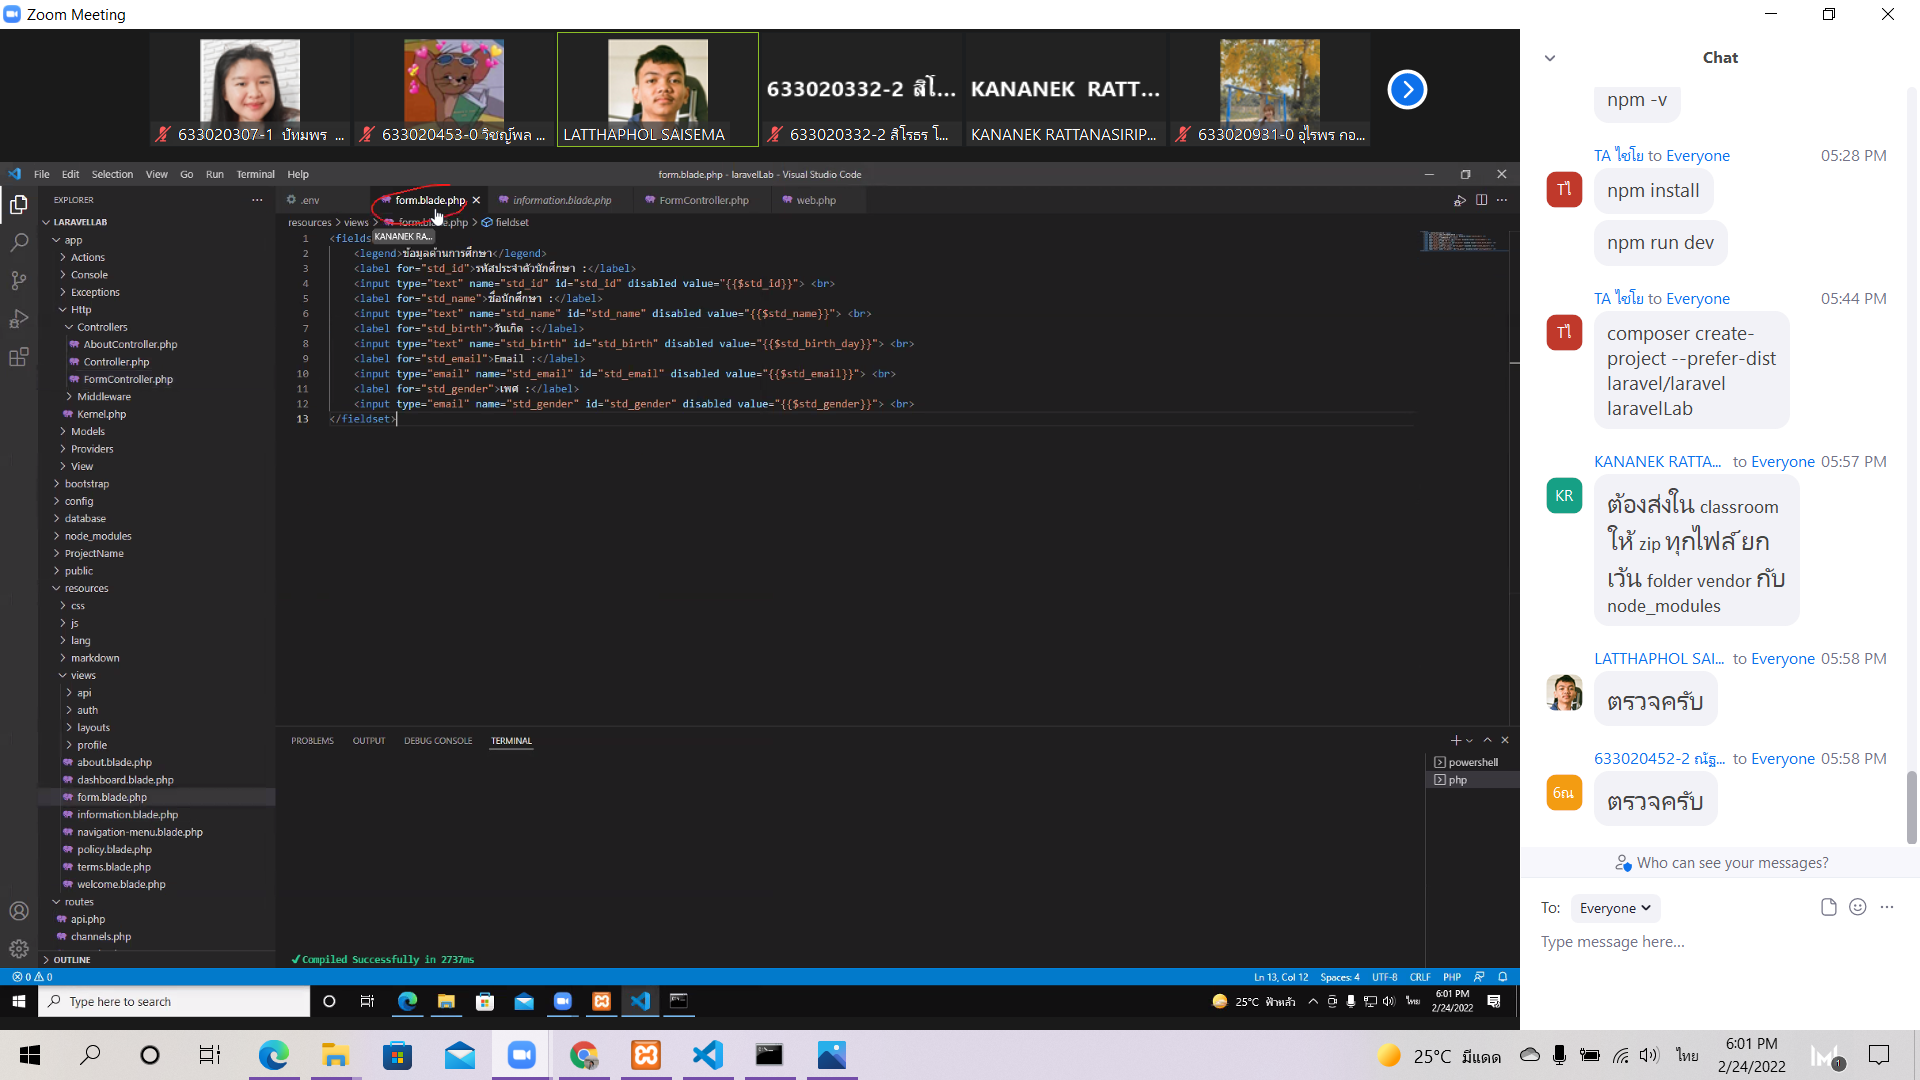 Zoom Meeting
633020307-1 ปัทมพร ...
633020453-0 วิชญ์พล ...
LATTHAPHOL SAISEMA
633020332-2 สิโ...
633020332-2 สิโรธร โ...
KANANEK RATT...
KANANEK RATTANASIRIP...
633020931-0 อุไรพร กอ...
File Edit Selection View Go Run Terminal Help
form.blade.php - laravelLab - Visual Studio Code
EXPLORER
LARAVELLAB
app
Actions
Console
Exceptions
Http
Controllers
AboutController.php
Controller.php
FormController.php
Middleware
Kernel.php
Models
Providers
View
bootstrap
config
database
node_modules
ProjectName
public
resources
css
js
lang
markdown
views
api
auth
layouts
profile
about.blade.php
dashboard.blade.php
form.blade.php
information.blade.php
navigation-menu.blade.php
policy.blade.php
terms.blade.php
welcome.blade.php
routes
api.php
channels.php
OUTLINE
.env
form.blade.php
information.blade.php
FormController.php
web.php
resources > views > form.blade.php > fieldset
KANANEK RA...
1 <fields
2 <legend>ข้อมูลด้านการศึกษา</legend>
3 <label for="std_id">รหัสประจำตัวนักศึกษา :</label>
4 <input type="text" name="std_id" id="std_id" disabled value="{{$std_id}}"> <br>
5 <label for="std_name">ชื่อนักศึกษา :</label>
6 <input type="text" name="std_name" id="std_name" disabled value="{{$std_name}}"> <br>
7 <label for="std_birth">วันเกิด :</label>
8 <input type="text" name="std_birth" id="std_birth" disabled value="{{$std_birth_day}}"> <br>
9 <label for="std_email">Email :</label>
10 <input type="email" name="std_email" id="std_email" disabled value="{{$std_email}}"> <br>
11 <label for="std_gender">เพศ :</label>
12 <input type="email" name="std_gender" id="std_gender" disabled value="{{$std_gender}}"> <br>
13 </fieldset>
PROBLEMS OUTPUT DEBUG CONSOLE TERMINAL
powershell
php
✓Compiled Successfully in 2737ms
0 0
Ln 13, Col 12 Spaces: 4 UTF-8 CRLF PHP
Type here to search
25°C ฟ้าหลัว
ไทย
6:01 PM
2/24/2022
Chat
npm -v
TA ไซโย to Everyone 05:28 PM
Tไ
npm install
npm run dev
TA ไซโย to Everyone 05:44 PM
Tไ
composer create-
project --prefer-dist
laravel/laravel
laravelLab
KANANEK RATTA... to Everyone 05:57 PM
KR
ต้องส่งใน classroom
ให้ zip ทุกไฟล์ ยก
เว้น folder vendor กับ
node_modules
LATTHAPHOL SAI... to Everyone 05:58 PM
ตรวจครับ
633020452-2 ณัฐ... to Everyone 05:58 PM
6ณ
ตรวจครับ
Who can see your messages?
To: Everyone
Type message here...
25°C มีแดด
ไทย
6:01 PM
2/24/2022
1